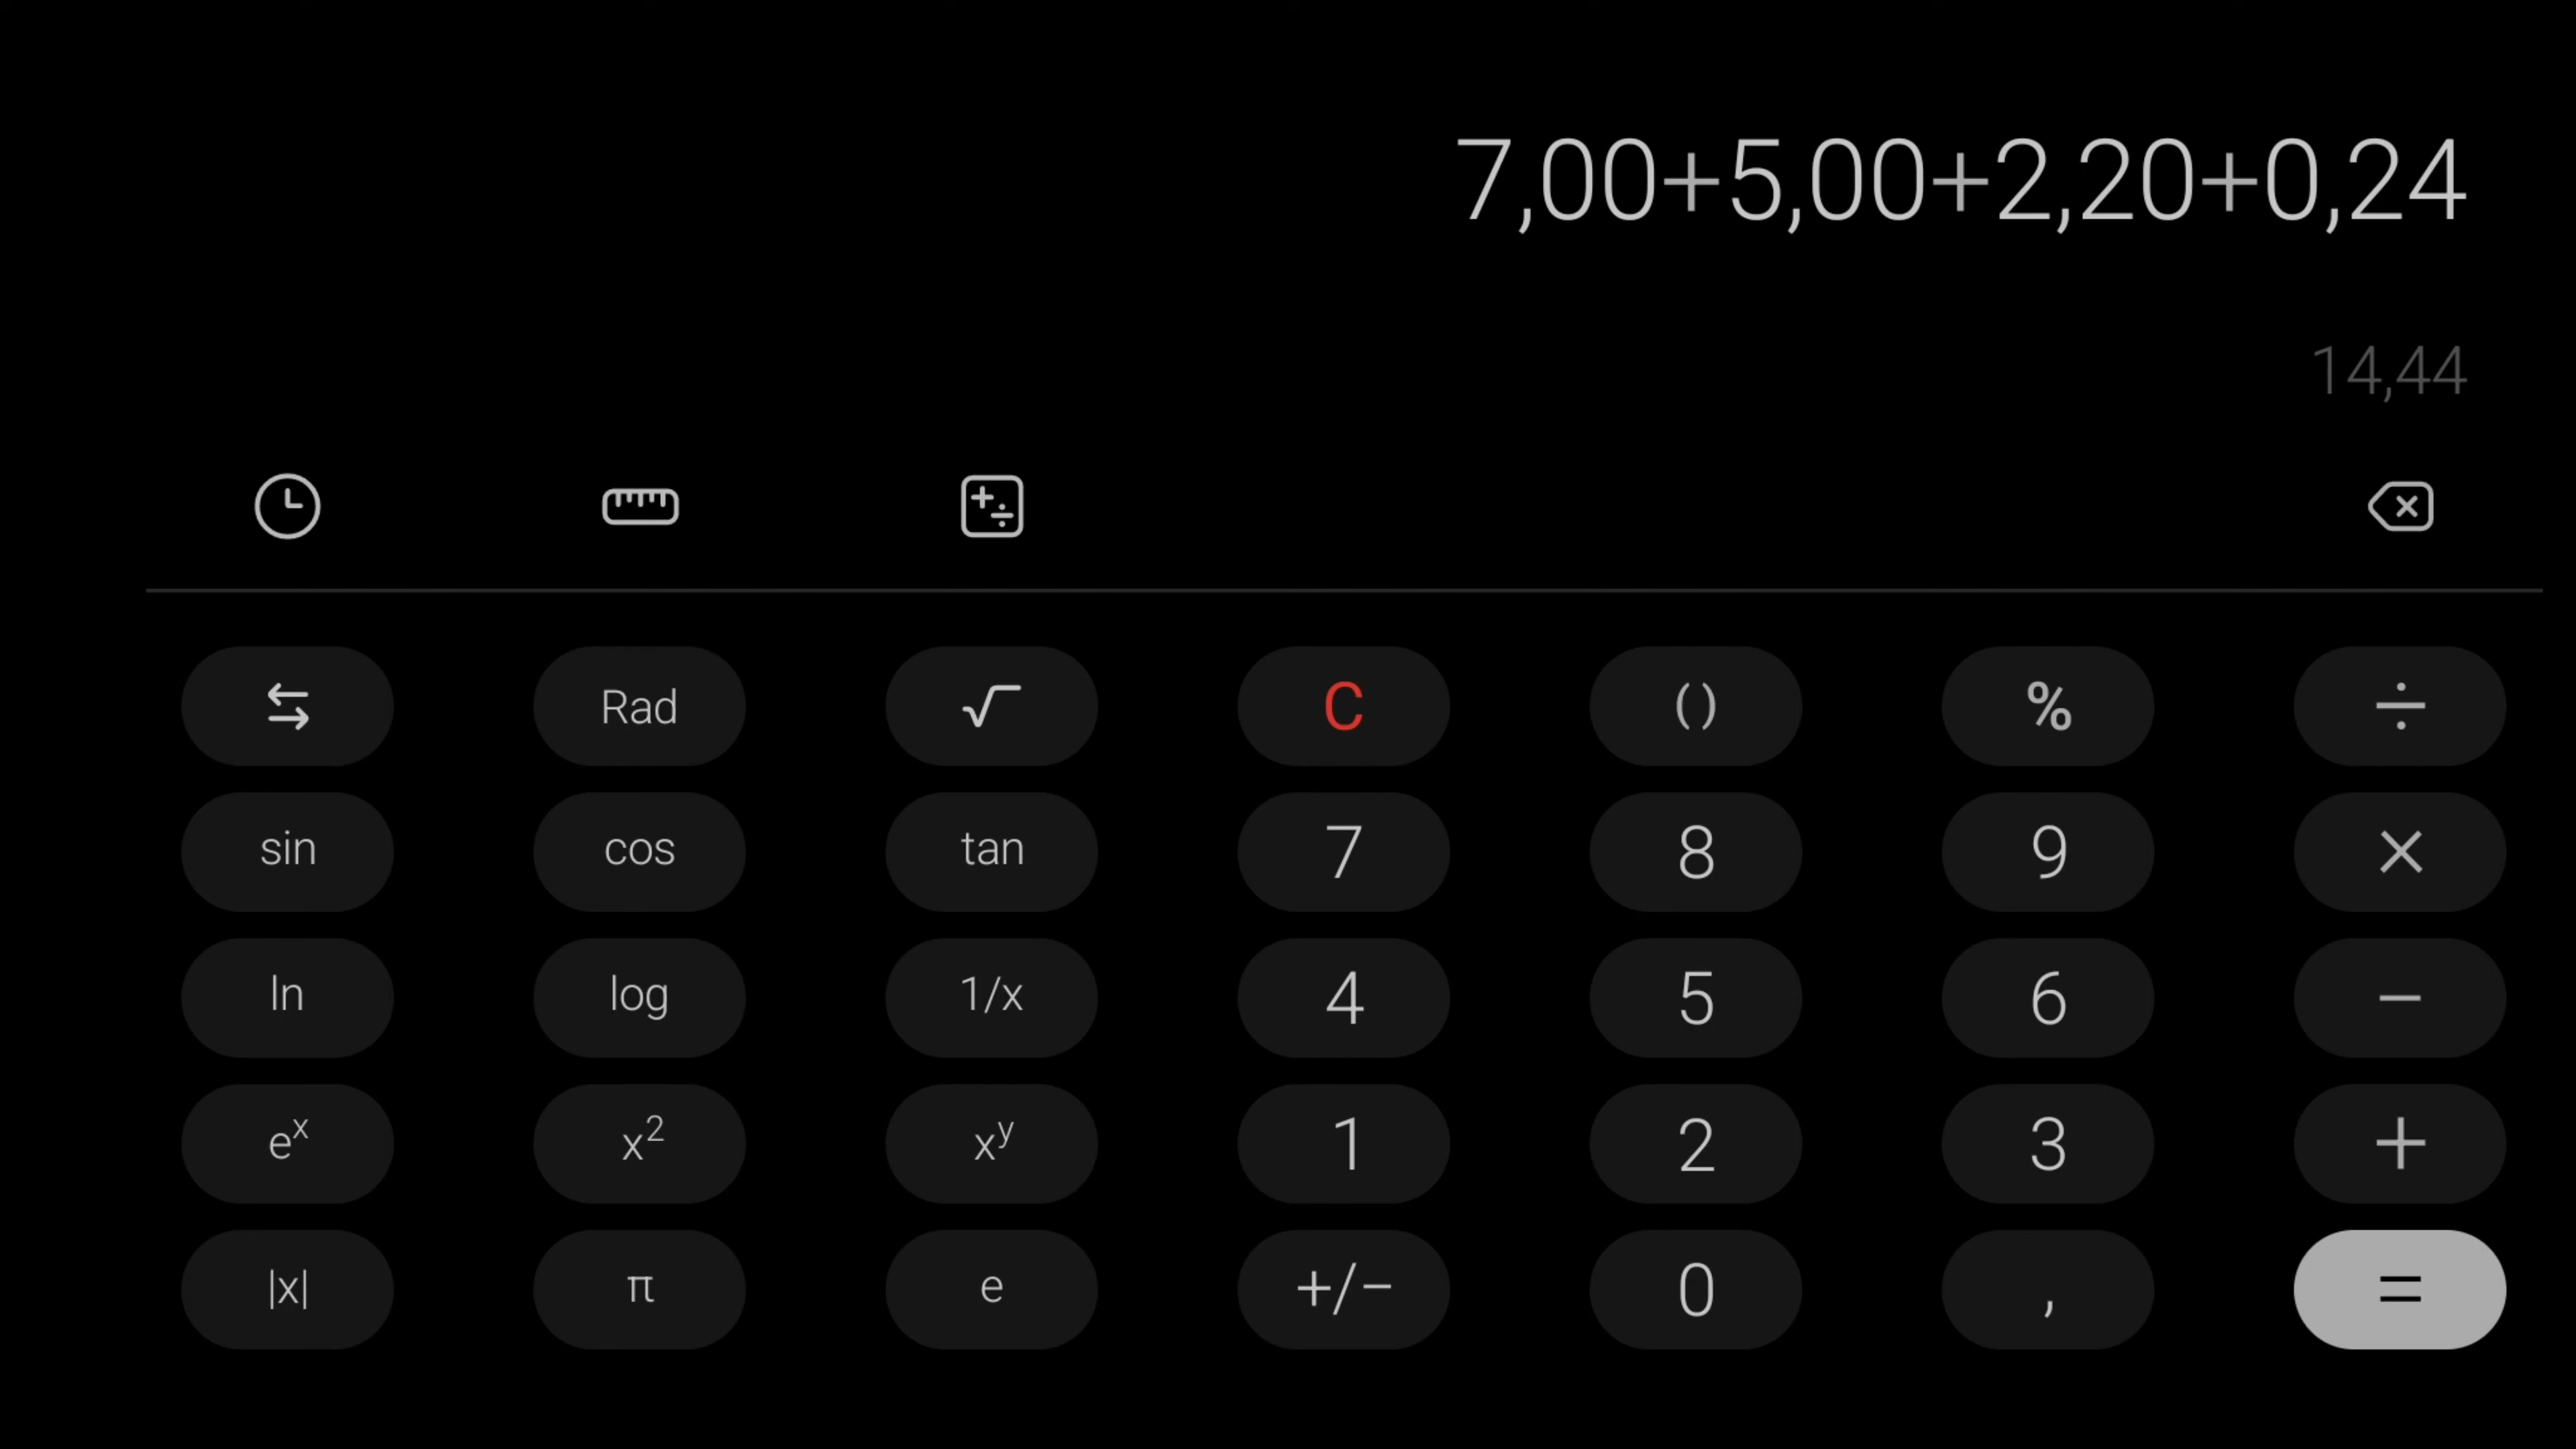 7,00+5,00+2,20+0,24
14,44
Rad √ C ( ) % ÷
sin cos tan 7 8 9 ×
ln log 1/x 4 5 6 −
eˣ x² xʸ 1 2 3 +
|x| π e +/− 0 , =